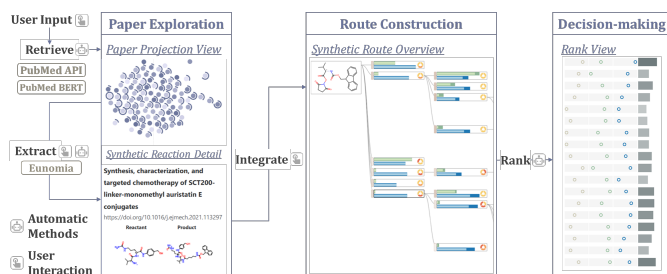 User Input
Retrieve
PubMed API
PubMed BERT
Extract
Eunomia
Automatic
Methods
User
Interaction
Paper Exploration
Paper Projection View
Synthetic Reaction Detail
Synthesis, characterization, and
targeted chemotherapy of SCT200-
linker-monomethyl auristatin E
conjugates
https://doi.org/10.1016/j.ejmech.2021.113297
Reactant Product
Integrate
Route Construction
Synthetic Route Overview
Rank
Decision-making
Rank View